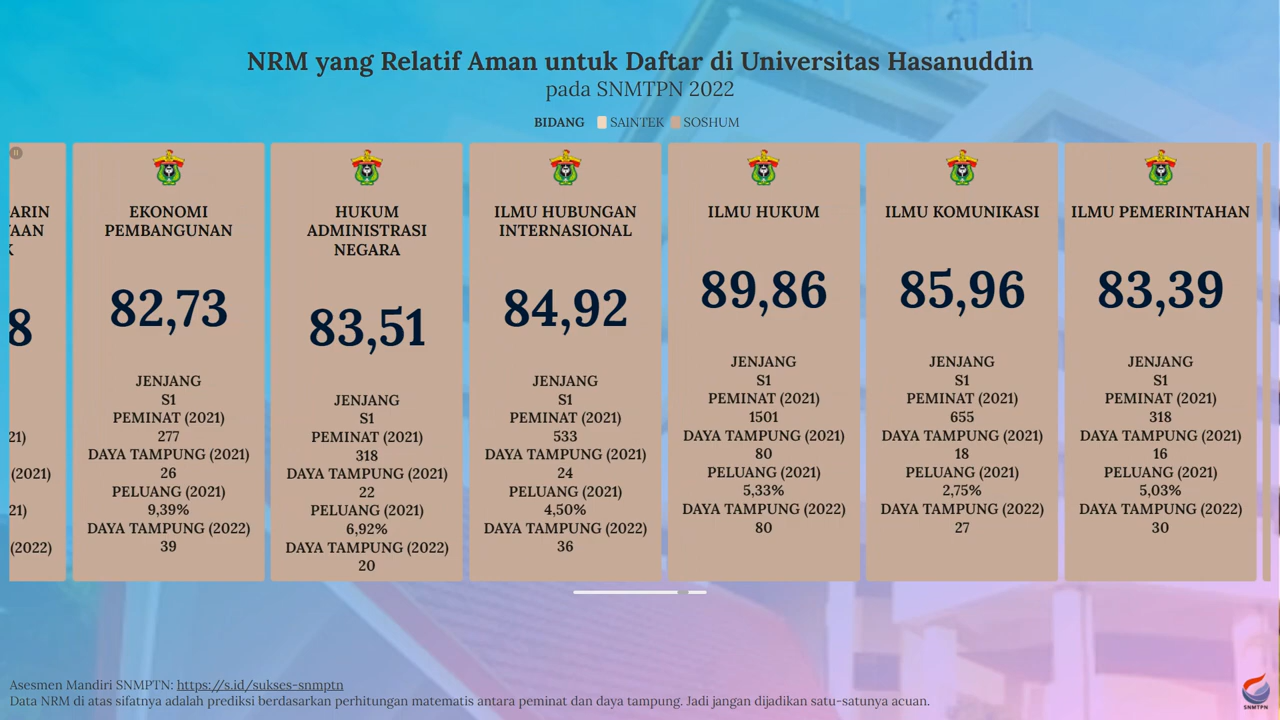 NRM yang Relatif Aman untuk Daftar di Universitas Hasanuddin
pada SNMTPN 2022
BIDANG SAINTEK SOSHUM
ARIN
AAN
K
8
21)
(2021)
21)
(2022)
EKONOMI
PEMBANGUNAN
82,73
JENJANG
S1
PEMINAT (2021)
277
DAYA TAMPUNG (2021)
26
PELUANG (2021)
9,39%
DAYA TAMPUNG (2022)
39
HUKUM
ADMINISTRASI
NEGARA
83,51
JENJANG
S1
PEMINAT (2021)
318
DAYA TAMPUNG (2021)
22
PELUANG (2021)
6,92%
DAYA TAMPUNG (2022)
20
ILMU HUBUNGAN
INTERNASIONAL
84,92
JENJANG
S1
PEMINAT (2021)
533
DAYA TAMPUNG (2021)
24
PELUANG (2021)
4,50%
DAYA TAMPUNG (2022)
36
ILMU HUKUM
89,86
JENJANG
S1
PEMINAT (2021)
1501
DAYA TAMPUNG (2021)
80
PELUANG (2021)
5,33%
DAYA TAMPUNG (2022)
80
ILMU KOMUNIKASI
85,96
JENJANG
S1
PEMINAT (2021)
655
DAYA TAMPUNG (2021)
18
PELUANG (2021)
2,75%
DAYA TAMPUNG (2022)
27
ILMU PEMERINTAHAN
83,39
JENJANG
S1
PEMINAT (2021)
318
DAYA TAMPUNG (2021)
16
PELUANG (2021)
5,03%
DAYA TAMPUNG (2022)
30
Asesmen Mandiri SNMPTN: https://s.id/sukses-snmptn
Data NRM di atas sifatnya adalah prediksi berdasarkan perhitungan matematis antara peminat dan daya tampung. Jadi jangan dijadikan satu-satunya acuan.
SNMTPN